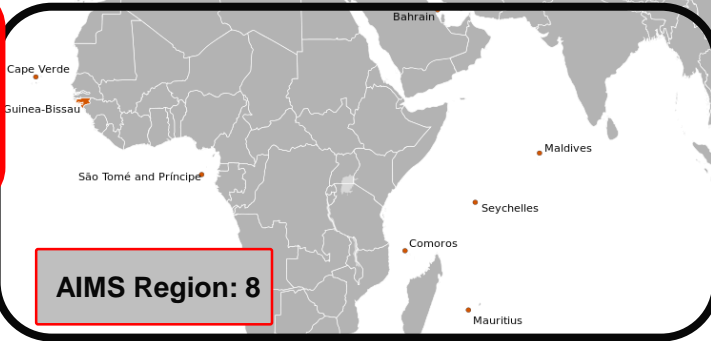 Bahrain
Cape Verde
Guinea-Bissau
Maldives
São Tomé and Príncipe
Seychelles
Comoros
AIMS Region: 8
Mauritius